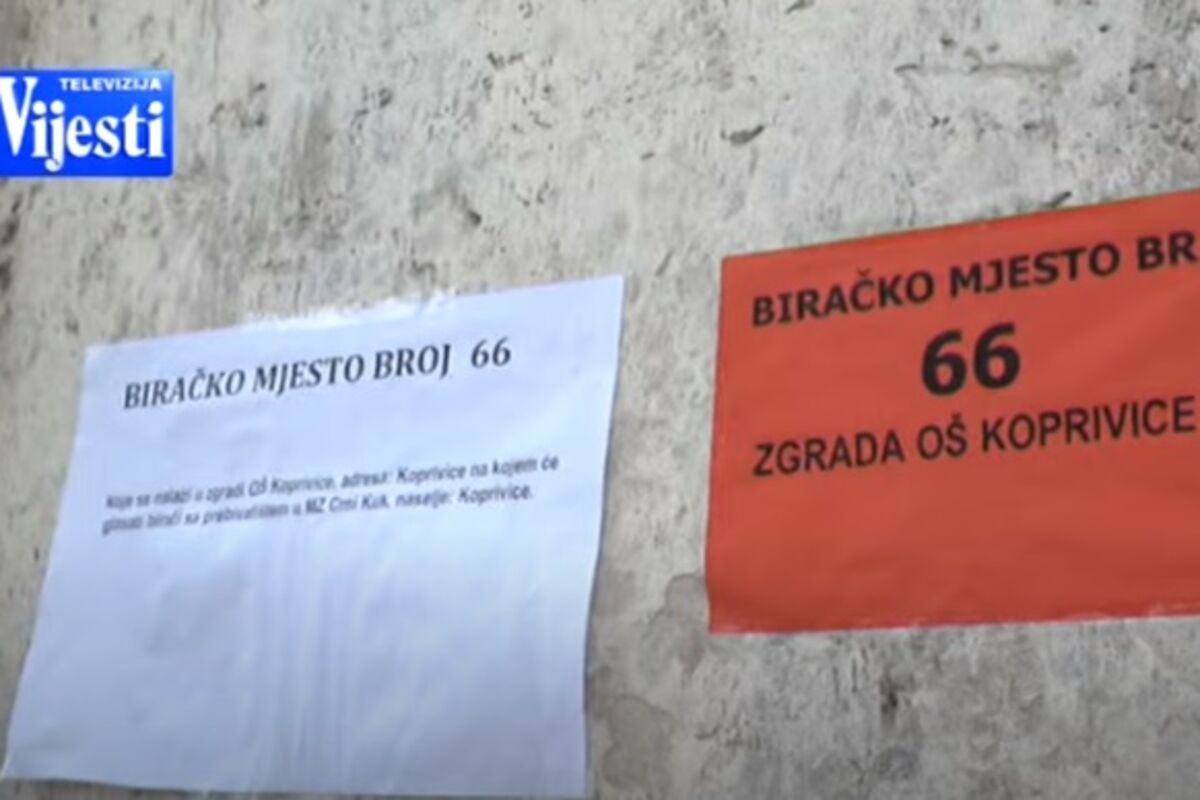 TELEVIZIJA
Vijesti
BIRAČKO MJESTO BROJ 66
koje se nalazi u zgradi OŠ Koprivice, adresa: Koprivice na kojem će
glasati birači sa prebivalištem u MZ Crni Kuk, naselje: Koprivice.
BIRAČKO MJESTO BR
66
ZGRADA OŠ KOPRIVICE